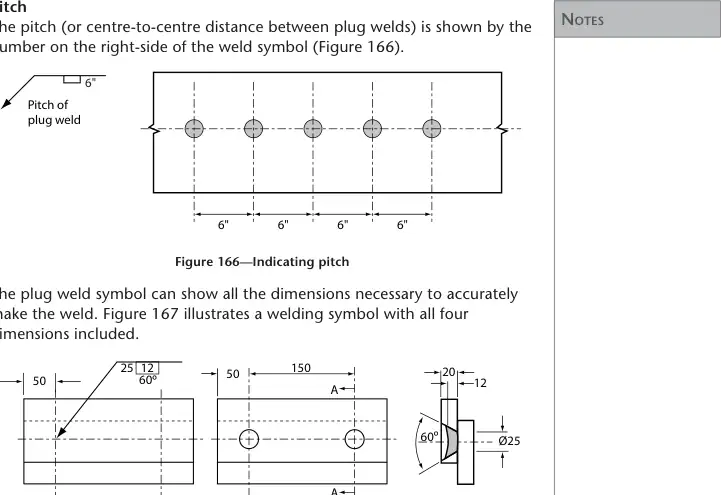 itch
he pitch (or centre-to-centre distance between plug welds) is shown by the
umber on the right-side of the weld symbol (Figure 166).
NOTES
6"
Pitch of
plug weld
6" 6" 6" 6"
Figure 166—Indicating pitch
he plug weld symbol can show all the dimensions necessary to accurately
make the weld. Figure 167 illustrates a welding symbol with all four
imensions included.
25 12
60º
50
50
150
A
A
20
12
60º
Ø25